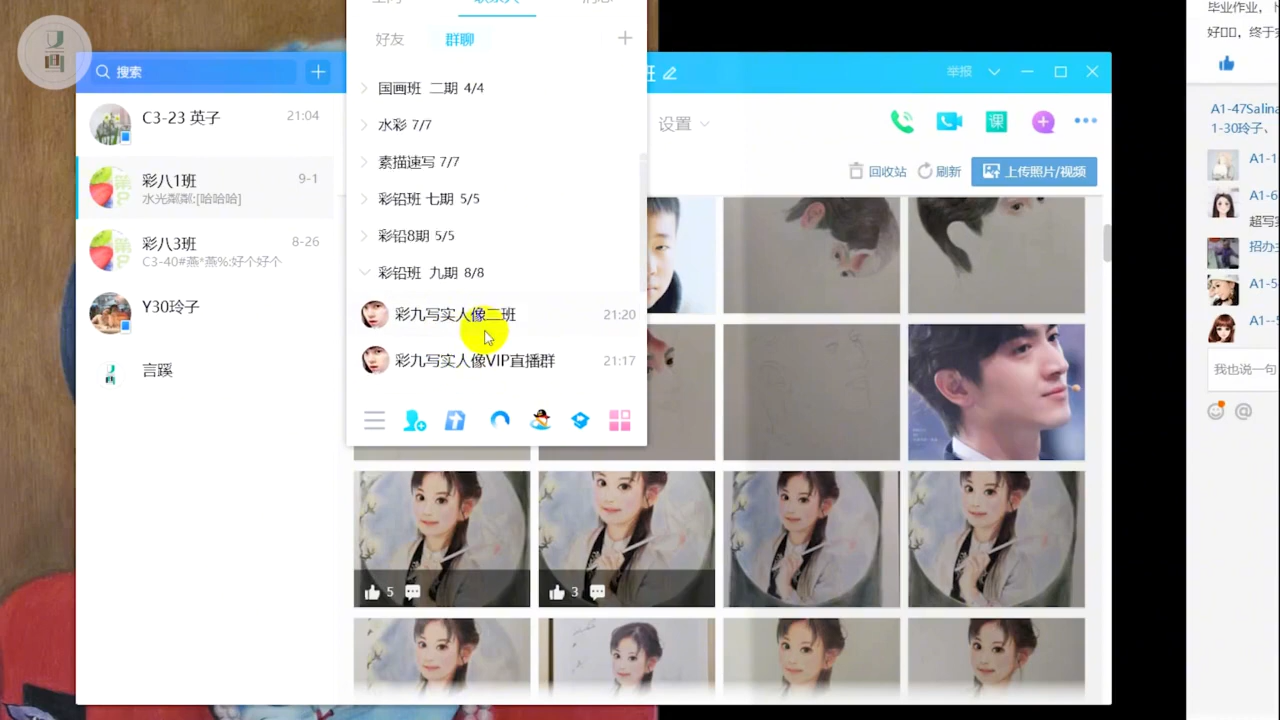 空间 联系人 消息
好友 群聊
国画班 二期 4/4
水彩 7/7
素描速写 7/7
彩铅班 七期 5/5
彩铅8期 5/5
彩铅班 九期 8/8
彩九写实人像二班 21:20
彩九写实人像VIP直播群 21:17
搜索
C3-23 英子 21:04
彩八1班 9-1
水光粼粼:[哈哈哈]
彩八3班 8-26
C3-40#燕*燕%:好个好个
Y30玲子
言蹊
班 举报
设置
课
回收站 刷新 上传照片/视频
5
3
毕业作业，
好 终于
A1-47Salina
1-30玲子、
A1-1
A1-6
超写
招办
A1-5
A1--
我也说一句